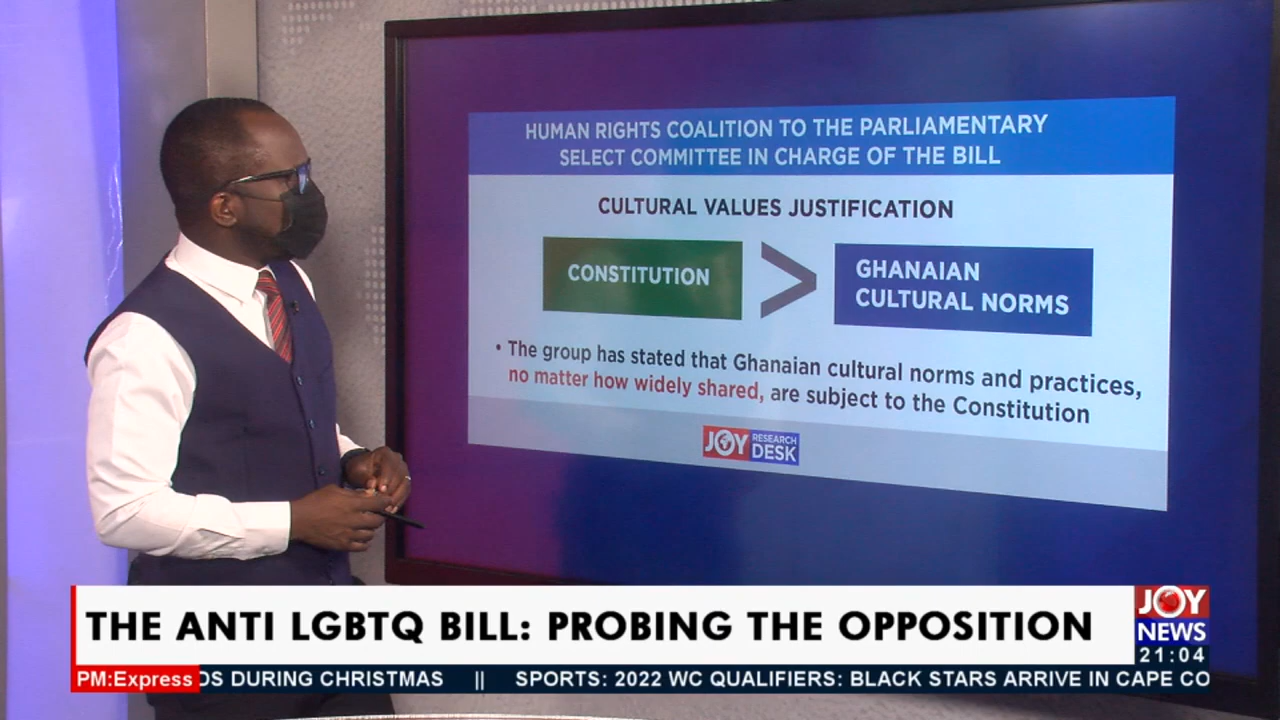 HUMAN RIGHTS COALITION TO THE PARLIAMENTARY
SELECT COMMITTEE IN CHARGE OF THE BILL
CULTURAL VALUES JUSTIFICATION
CONSTITUTION
>
GHANAIAN
CULTURAL NORMS
• The group has stated that Ghanaian cultural norms and practices,
no matter how widely shared, are subject to the Constitution
JOY RESEARCH
DESK
THE ANTI LGBTQ BILL: PROBING THE OPPOSITION
JOY
NEWS
21:04
PM:Express DS DURING CHRISTMAS || SPORTS: 2022 WC QUALIFIERS: BLACK STARS ARRIVE IN CAPE CO